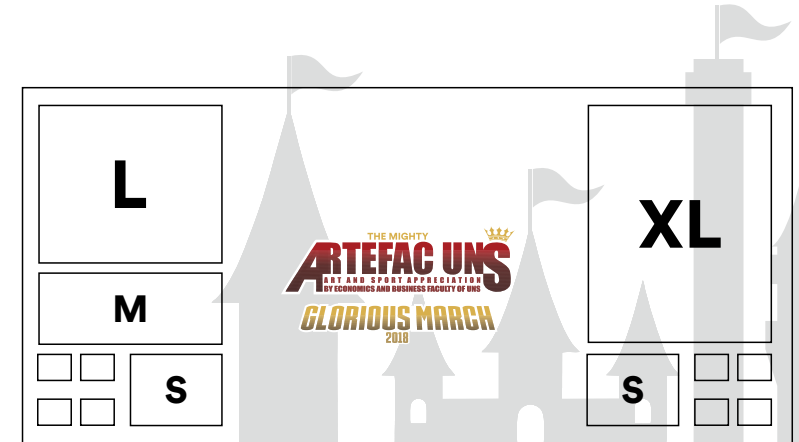 L
XL
M
S
S
THE MIGHTY
ARTEFAC UNS
ART AND SPORT APPRECIATION
BY ECONOMICS AND BUSINESS FACULTY OF UNS
GLORIOUS MARCH
2018